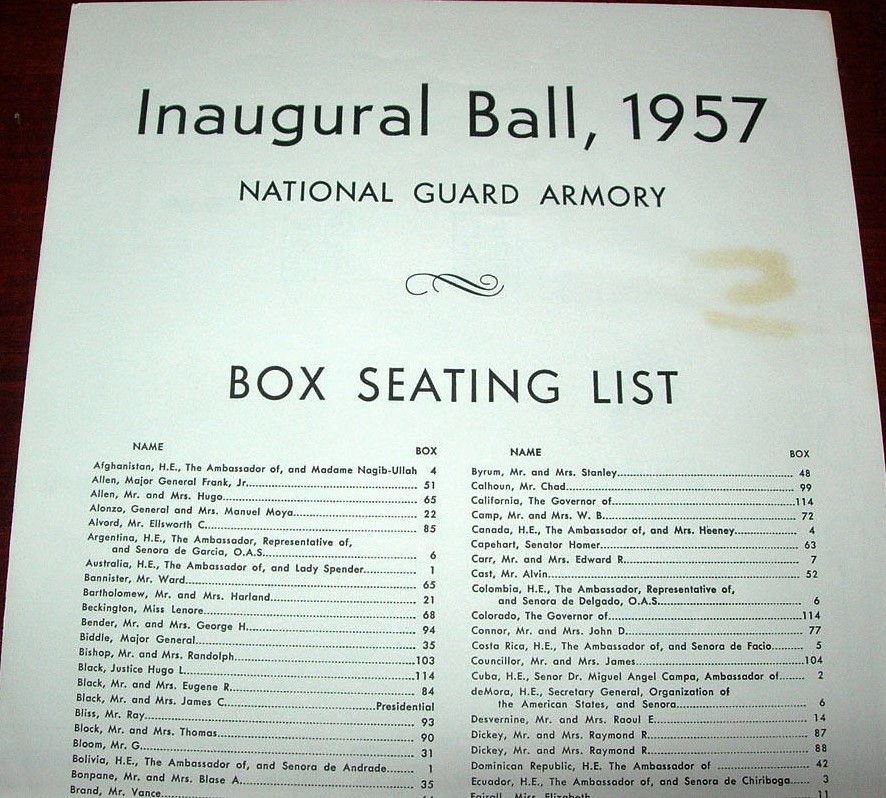 Inaugural Ball, 1957
NATIONAL GUARD ARMORY
BOX SEATING LIST
NAME BOX
Afghanistan, H.E., The Ambassador of, and Madame Nagib-Ullah 4
Allen, Major General Frank, Jr. 51
Allen, Mr. and Mrs. Hugo 65
Alonzo, General and Mrs. Manuel Moya 22
Alvord, Mr. Ellsworth C. 85
Argentina, H.E., The Ambassador, Representative of,
and Senora de Garcia, O.A.S. 6
Australia, H.E., The Ambassador of, and Lady Spender 1
Bannister, Mr. Ward 65
Bartholomew, Mr. and Mrs. Harland 21
Beckington, Miss Lenore 68
Bender, Mr. and Mrs. George H. 94
Biddle, Major General 35
Bishop, Mr. and Mrs. Randolph 103
Black, Justice Hugo L. 114
Black, Mr. and Mrs. Eugene R. 84
Black, Mr. and Mrs. James C. Presidential
Bliss, Mr. Ray 93
Block, Mr. and Mrs. Thomas 90
Bloom, Mr. G. 31
Bolivia, H.E., The Ambassador of, and Senora de Andrade 1
Bonpane, Mr. and Mrs. Blase A. 35
Brand, Mr. Vance
NAME BOX
Byrum, Mr. and Mrs. Stanley 48
Calhoun, Mr. Chad 99
California, The Governor of 114
Camp, Mr. and Mrs. W. B. 72
Canada, H.E., The Ambassador of, and Mrs. Heeney 4
Capehart, Senator Homer 63
Carr, Mr. and Mrs. Edward R. 7
Cast, Mr. Alvin 52
Colombia, H.E., The Ambassador, Representative of,
and Senora de Delgado, O.A.S. 6
Colorado, The Governor of 114
Connor, Mr. and Mrs. John D. 77
Costa Rica, H.E., The Ambassador of, and Senora de Facio 5
Councillor, Mr. and Mrs. James 104
Cuba, H.E., Senor Dr. Miguel Angel Campa, Ambassador of 2
deMora, H.E., Secretary General, Organization of
the American States, and Senora 6
Desvernine, Mr. and Mrs. Raoul E. 14
Dickey, Mr. and Mrs. Raymond R. 87
Dickey, Mr. and Mrs. Raymond R. 88
Dominican Republic, H.E. The Ambassador of 42
Ecuador, H.E., The Ambassador of, and Senora de Chiriboga 3
Fairall, Miss Elizabeth 11